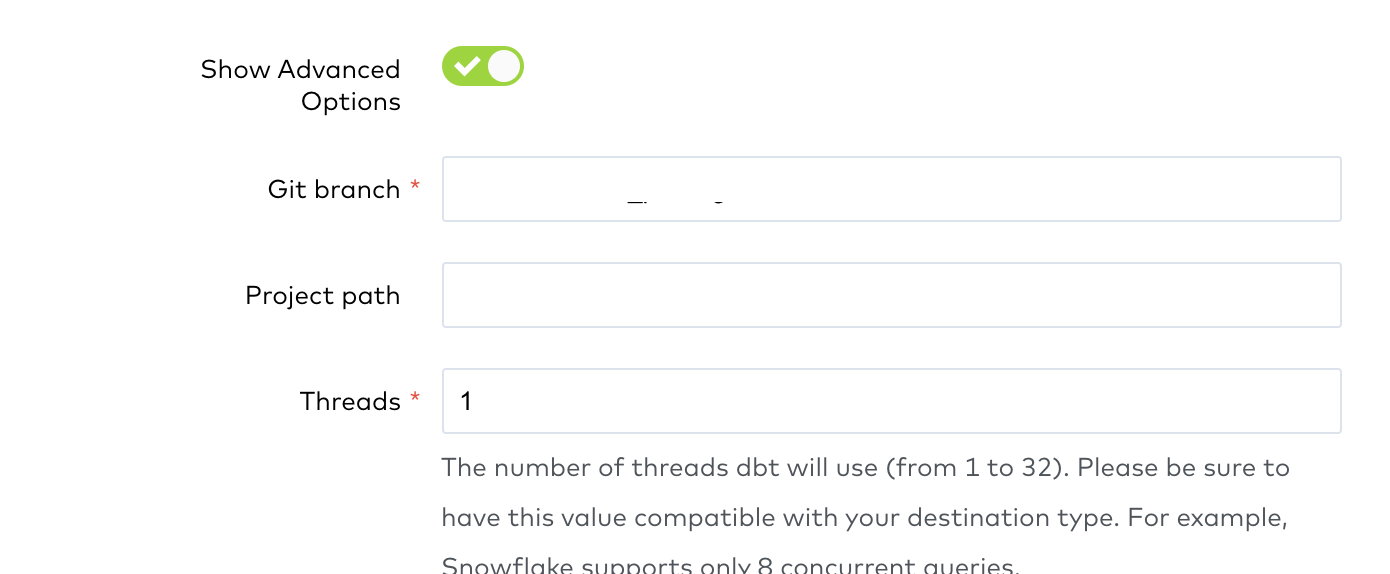 Show Advanced
Options
Git branch *
Project path
Threads *
1
The number of threads dbt will use (from 1 to 32). Please be sure to
have this value compatible with your destination type. For example,
Snowflake supports only 8 concurrent queries.